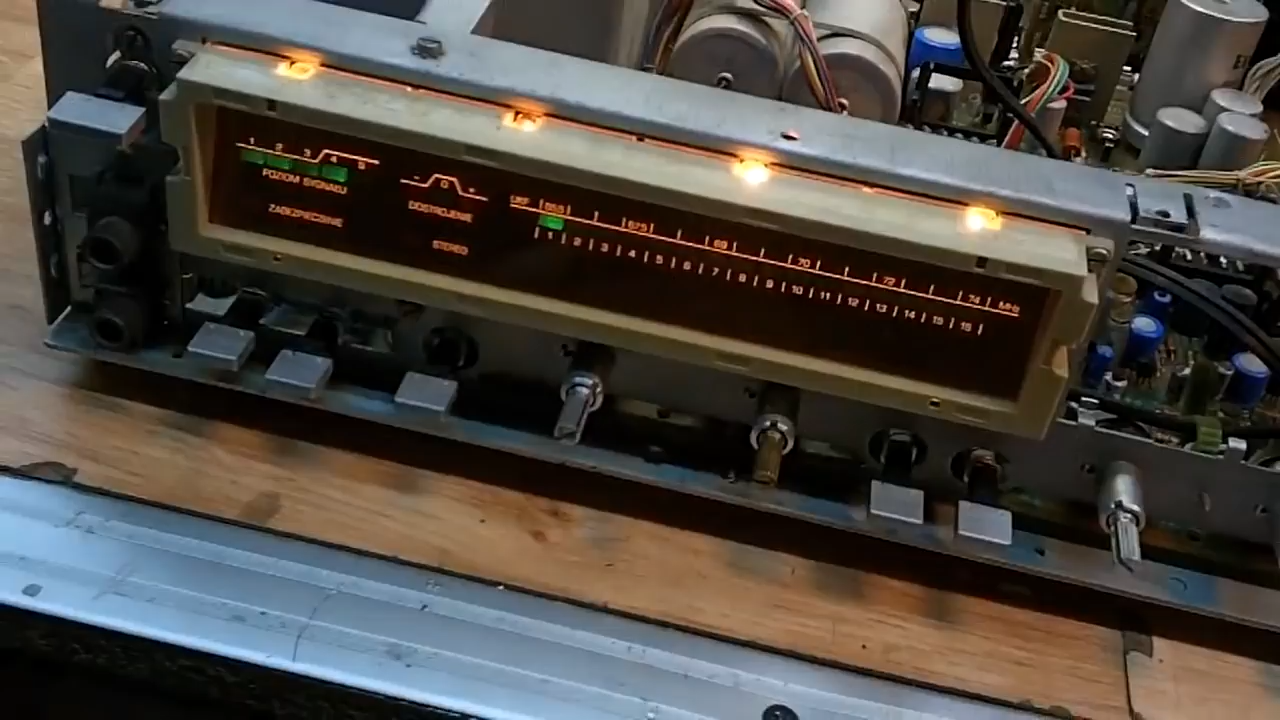 1 2 3 4 5
POZIOM SYGNAŁU
ZABEZPIECZENIE
- 0 +
DOSTROJENIE
STEREO
UKF 65,5 67,5 69 70 72 74 MHz
1 2 3 4 5 6 7 8 9 10 11 12 13 14 15 16